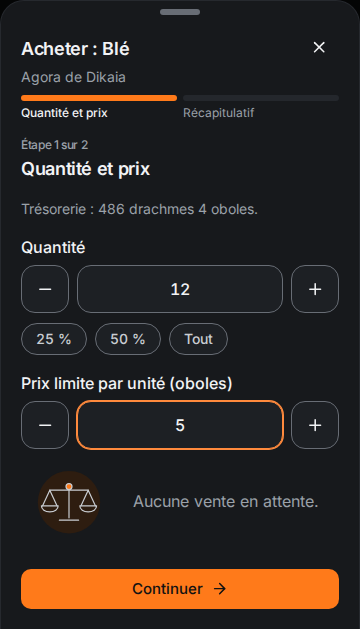 Acheter : Blé
Agora de Dikaia
Quantité et prix
Récapitulatif
Étape 1 sur 2
Quantité et prix
Trésorerie : 486 drachmes 4 oboles.
Quantité
12
25 %
50 %
Tout
Prix limite par unité (oboles)
5
Aucune vente en attente.
Continuer →